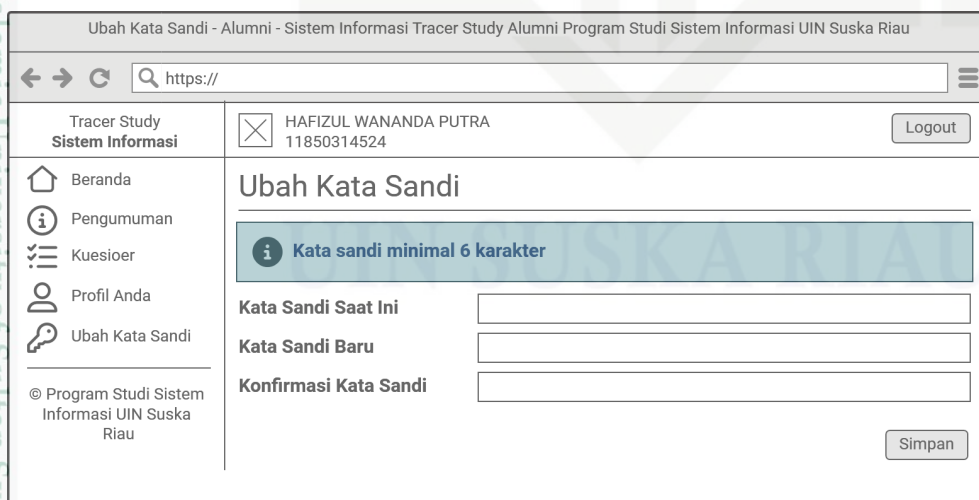 Ubah Kata Sandi - Alumni - Sistem Informasi Tracer Study Alumni Program Studi Sistem Informasi UIN Suska Riau
https://
Tracer Study
Sistem Informasi
HAFIZUL WANANDA PUTRA
11850314524
Logout
Beranda
Pengumuman
Kuesioer
Profil Anda
Ubah Kata Sandi
© Program Studi Sistem
Informasi UIN Suska
Riau
Ubah Kata Sandi
Kata sandi minimal 6 karakter
UIN SUSKA RIAU
Kata Sandi Saat Ini
Kata Sandi Baru
Konfirmasi Kata Sandi
Simpan